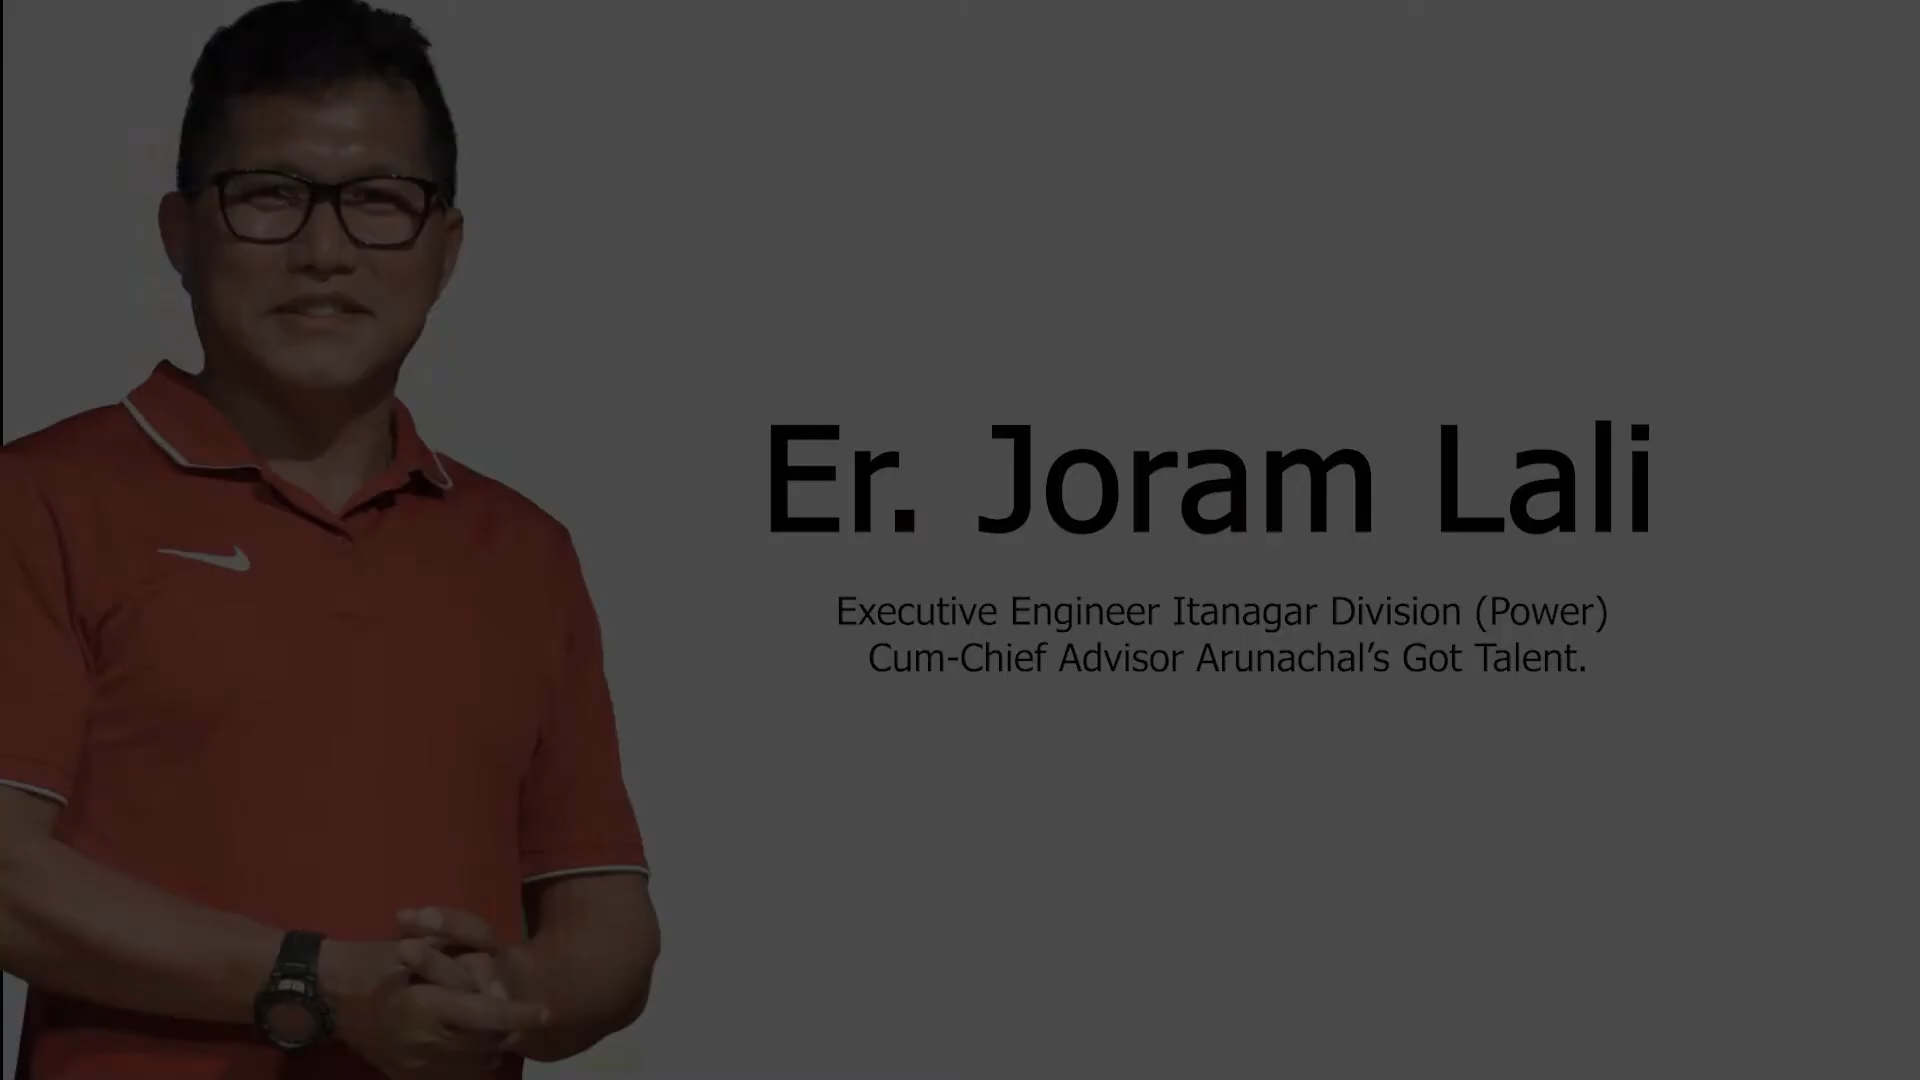 Er. Joram Lali
Executive Engineer Itanagar Division (Power)
Cum-Chief Advisor Arunachal’s Got Talent.